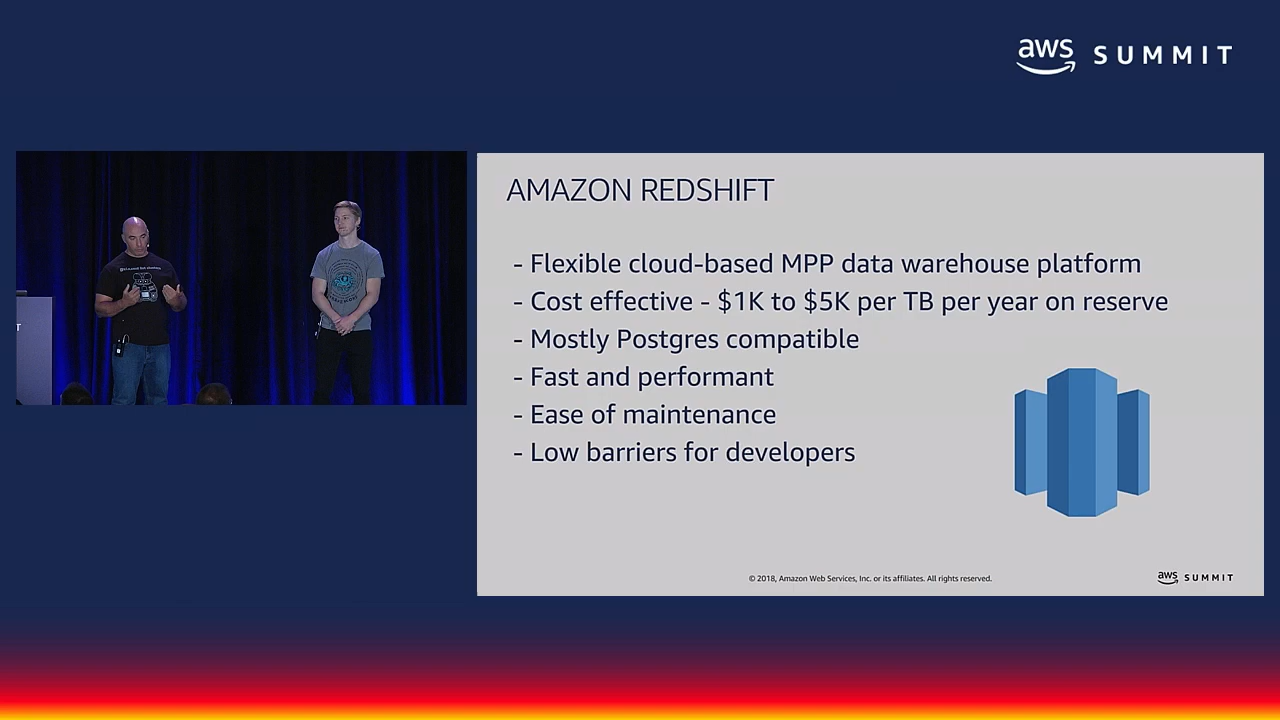 aws SUMMIT
T
AMAZON REDSHIFT
- Flexible cloud-based MPP data warehouse platform
- Cost effective - $1K to $5K per TB per year on reserve
- Mostly Postgres compatible
- Fast and performant
- Ease of maintenance
- Low barriers for developers
© 2018, Amazon Web Services, Inc. or its affiliates. All rights reserved.
aws SUMMIT